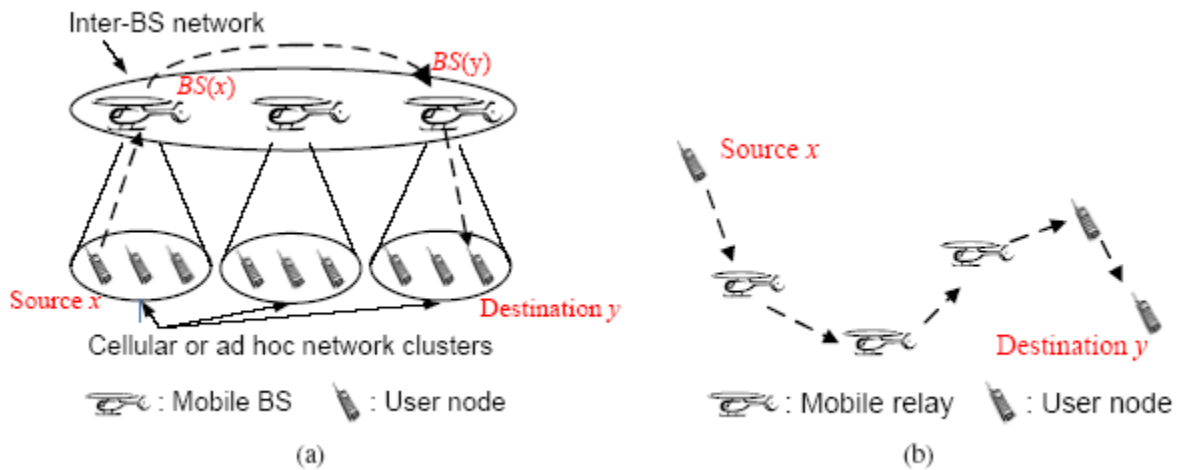 Inter-BS network
BS(x)
BS(y)
Source x
Destination y
Cellular or ad hoc network clusters
: Mobile BS
: User node
(a)
Source x
Destination y
: Mobile relay
: User node
(b)